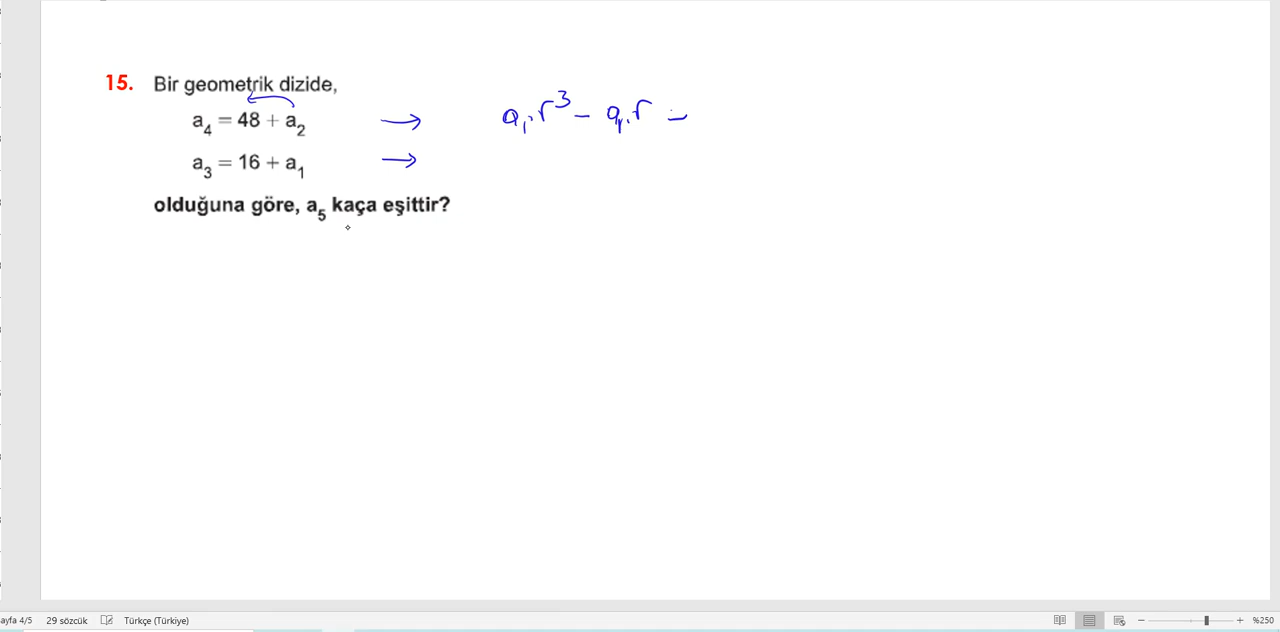 15. Bir geometrik dizide,
a₄ = 48 + a₂ → a₁.r³ - a₁.r =
a₃ = 16 + a₁ →
olduğuna göre, a₅ kaça eşittir?
ayfa 4/5 29 sözcük Türkçe (Türkiye) - + %250